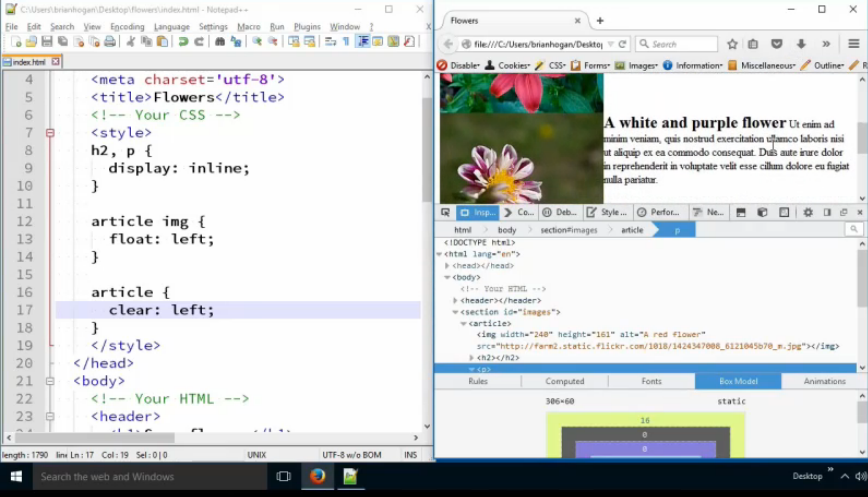 C:\Users\brianhogan\Desktop\flowers\index.html - Notepad++
File Edit Search View Encoding Language Settings Macro Run Plugins Window ?
X
index.html
4 <meta charset='utf-8'>
5 <title>Flowers</title>
6 <!-- Your CSS -->
7 <style>
8 h2, p {
9 display: inline;
10 }
11
12 article img {
13 float: left;
14 }
15
16 article {
17 clear: left;
18 }
19 </style>
20 </head>
21 <body>
22 <!-- Your HTML -->
23 <header>
length : 1790 line Ln : 17 Col : 19 Sel : 0 | 0 UNIX UTF-8 w/o BOM INS
Flowers
file:///C:/Users/brianhogan/Desktop Search
Disable Cookies CSS Forms Images Information Miscellaneous Outline
A white and purple flower Ut enim ad
minim veniam, quis nostrud exercitation ullamco laboris nisi
ut aliquip ex ea commodo consequat. Duis aute irure dolor
in reprehenderit in voluptate velit esse cillum dolore eu fugiat
nulla pariatur.
Insp... Co... Deb... Style ... Perfor... Ne...
html body section#images article p
<!DOCTYPE html>
<html lang="en">
<head></head>
<body>
<!-- Your HTML -->
<header></header>
<section id="images">
<article>
<img width="240" height="161" alt="A red flower"
src="http://farm2.static.flickr.com/1018/1424347008_6121045b70_m.jpg"></img>
<h2></h2>
<p>
Rules Computed Fonts Box Model Animations
306×60 static
16
0
0
Search the web and Windows
Desktop